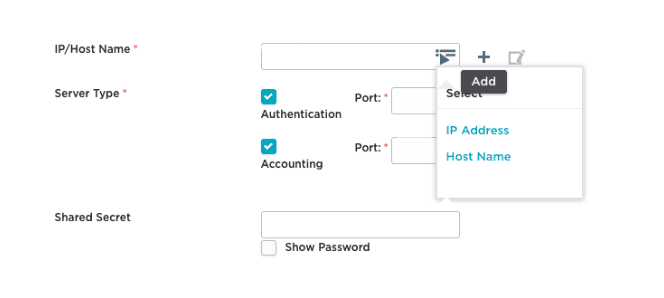 IP/Host Name *
Add
Select
Server Type *
Authentication
Port: *
IP Address
Host Name
Accounting
Port: *
Shared Secret
Show Password